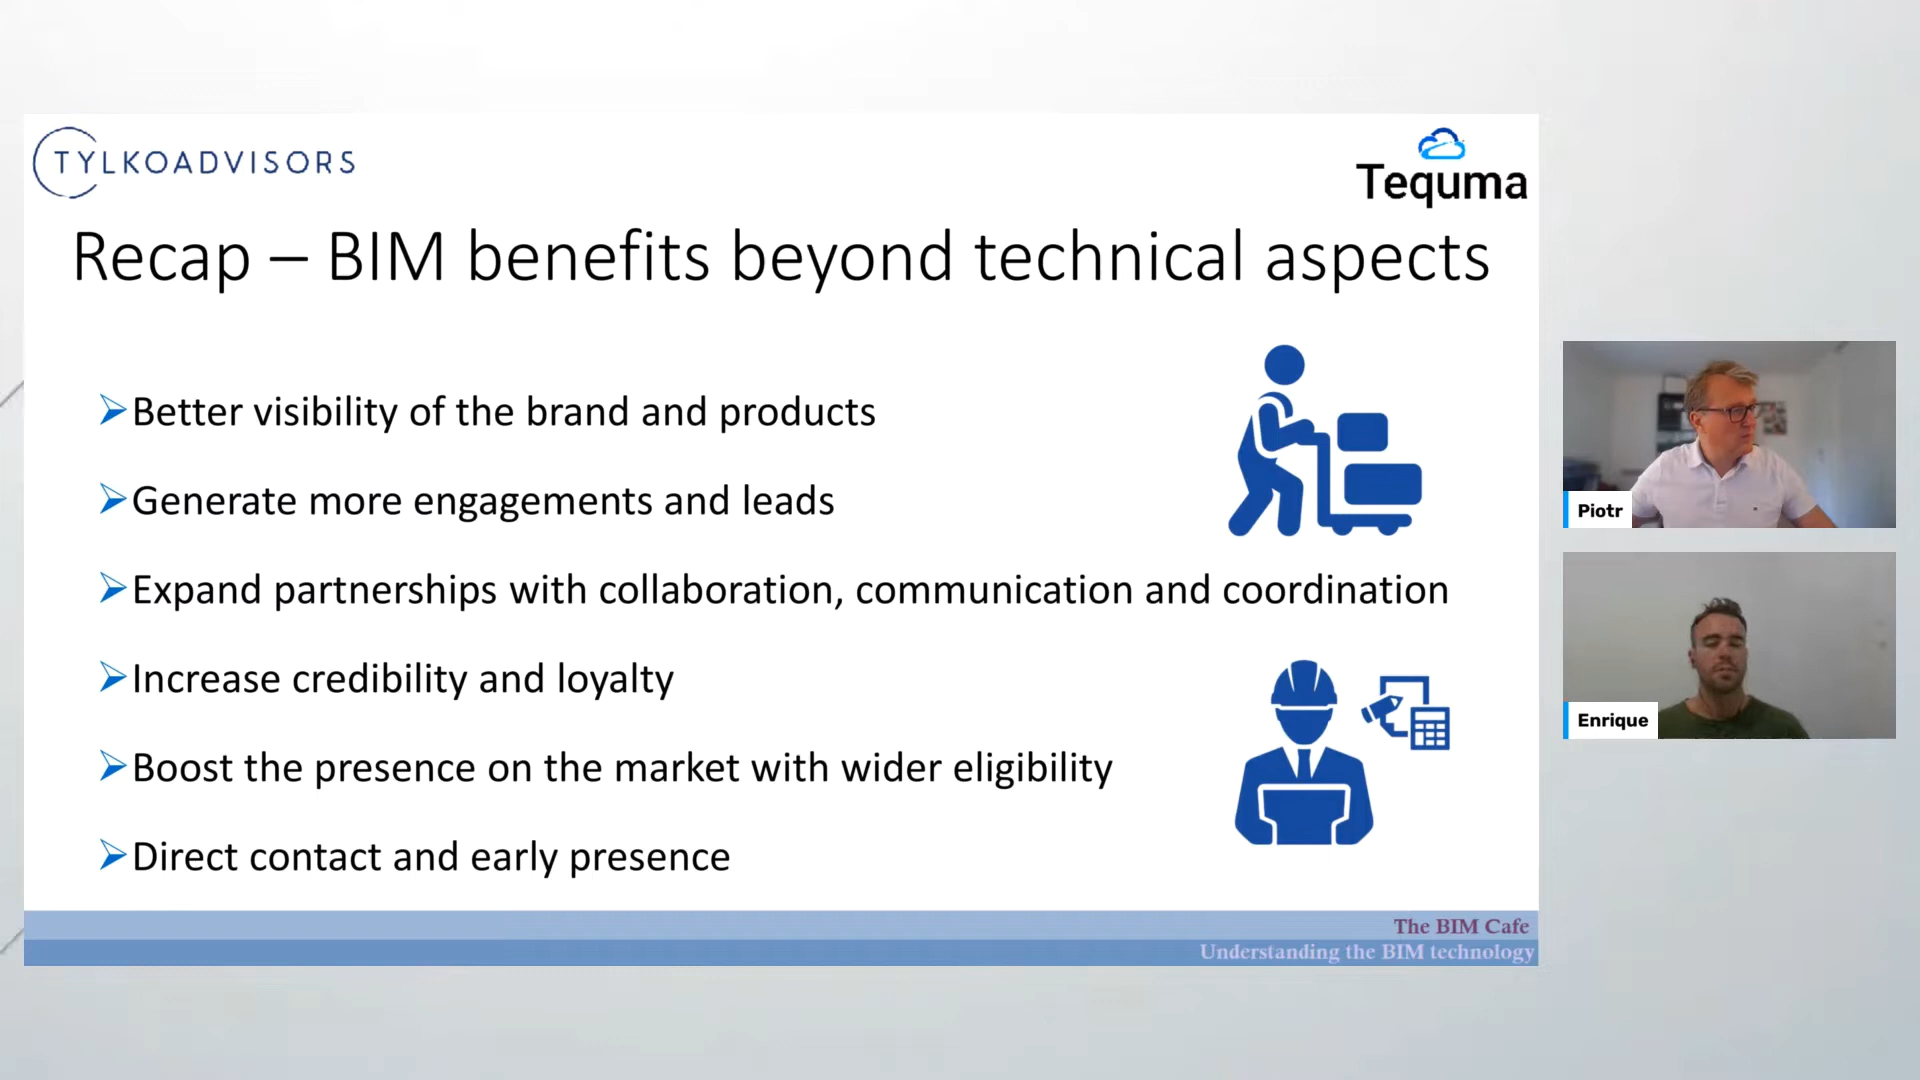 TYLKOADVISORS
Tequma
Recap – BIM benefits beyond technical aspects
Better visibility of the brand and products
Generate more engagements and leads
Expand partnerships with collaboration, communication and coordination
Increase credibility and loyalty
Boost the presence on the market with wider eligibility
Direct contact and early presence
The BIM Cafe
Understanding the BIM technology
Piotr
Enrique